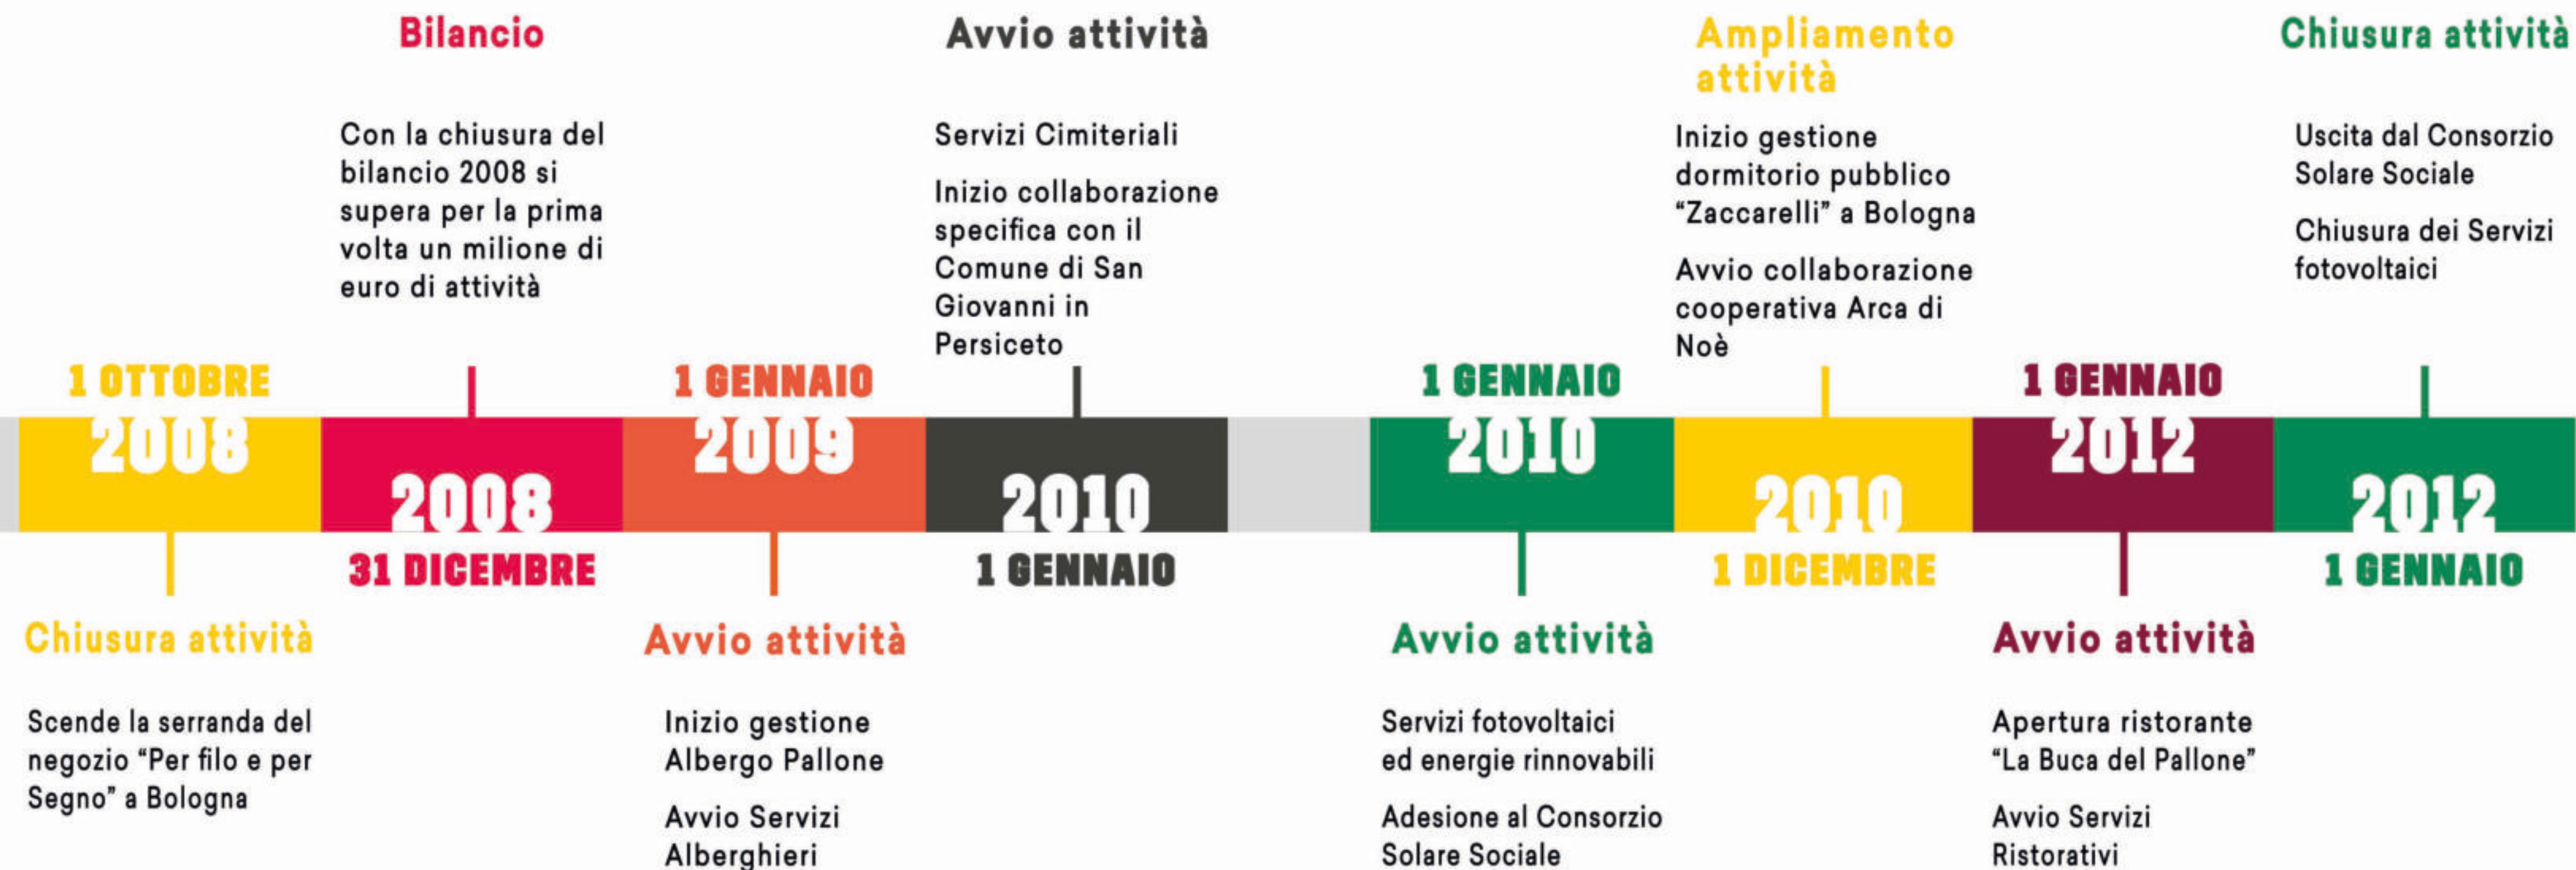 1 OTTOBRE
2008
Chiusura attività
Scende la serranda del
negozio “Per filo e per
Segno” a Bologna
Bilancio
Con la chiusura del
bilancio 2008 si
supera per la prima
volta un milione di
euro di attività
2008
31 DICEMBRE
1 GENNAIO
2009
Avvio attività
Inizio gestione
Albergo Pallone
Avvio Servizi
Alberghieri
Avvio attività
Servizi Cimiteriali
Inizio collaborazione
specifica con il
Comune di San
Giovanni in
Persiceto
2010
1 GENNAIO
1 GENNAIO
2010
Avvio attività
Servizi fotovoltaici
ed energie rinnovabili
Adesione al Consorzio
Solare Sociale
Ampliamento
attività
Inizio gestione
dormitorio pubblico
“Zaccarelli” a Bologna
Avvio collaborazione
cooperativa Arca di
Noè
2010
1 DICEMBRE
1 GENNAIO
2012
Avvio attività
Apertura ristorante
“La Buca del Pallone”
Avvio Servizi
Ristorativi
Chiusura attività
Uscita dal Consorzio
Solare Sociale
Chiusura dei Servizi
fotovoltaici
2012
1 GENNAIO